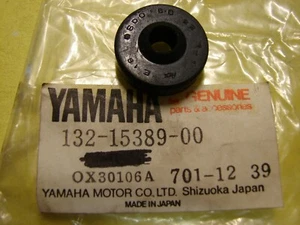 YAMAHA
GENUINE
parts & accessories
132-15389-00
OX30106A 701-12 39
YAMAHA MOTOR CO., LTD. Shizuoka Japan
MADE IN JAPAN